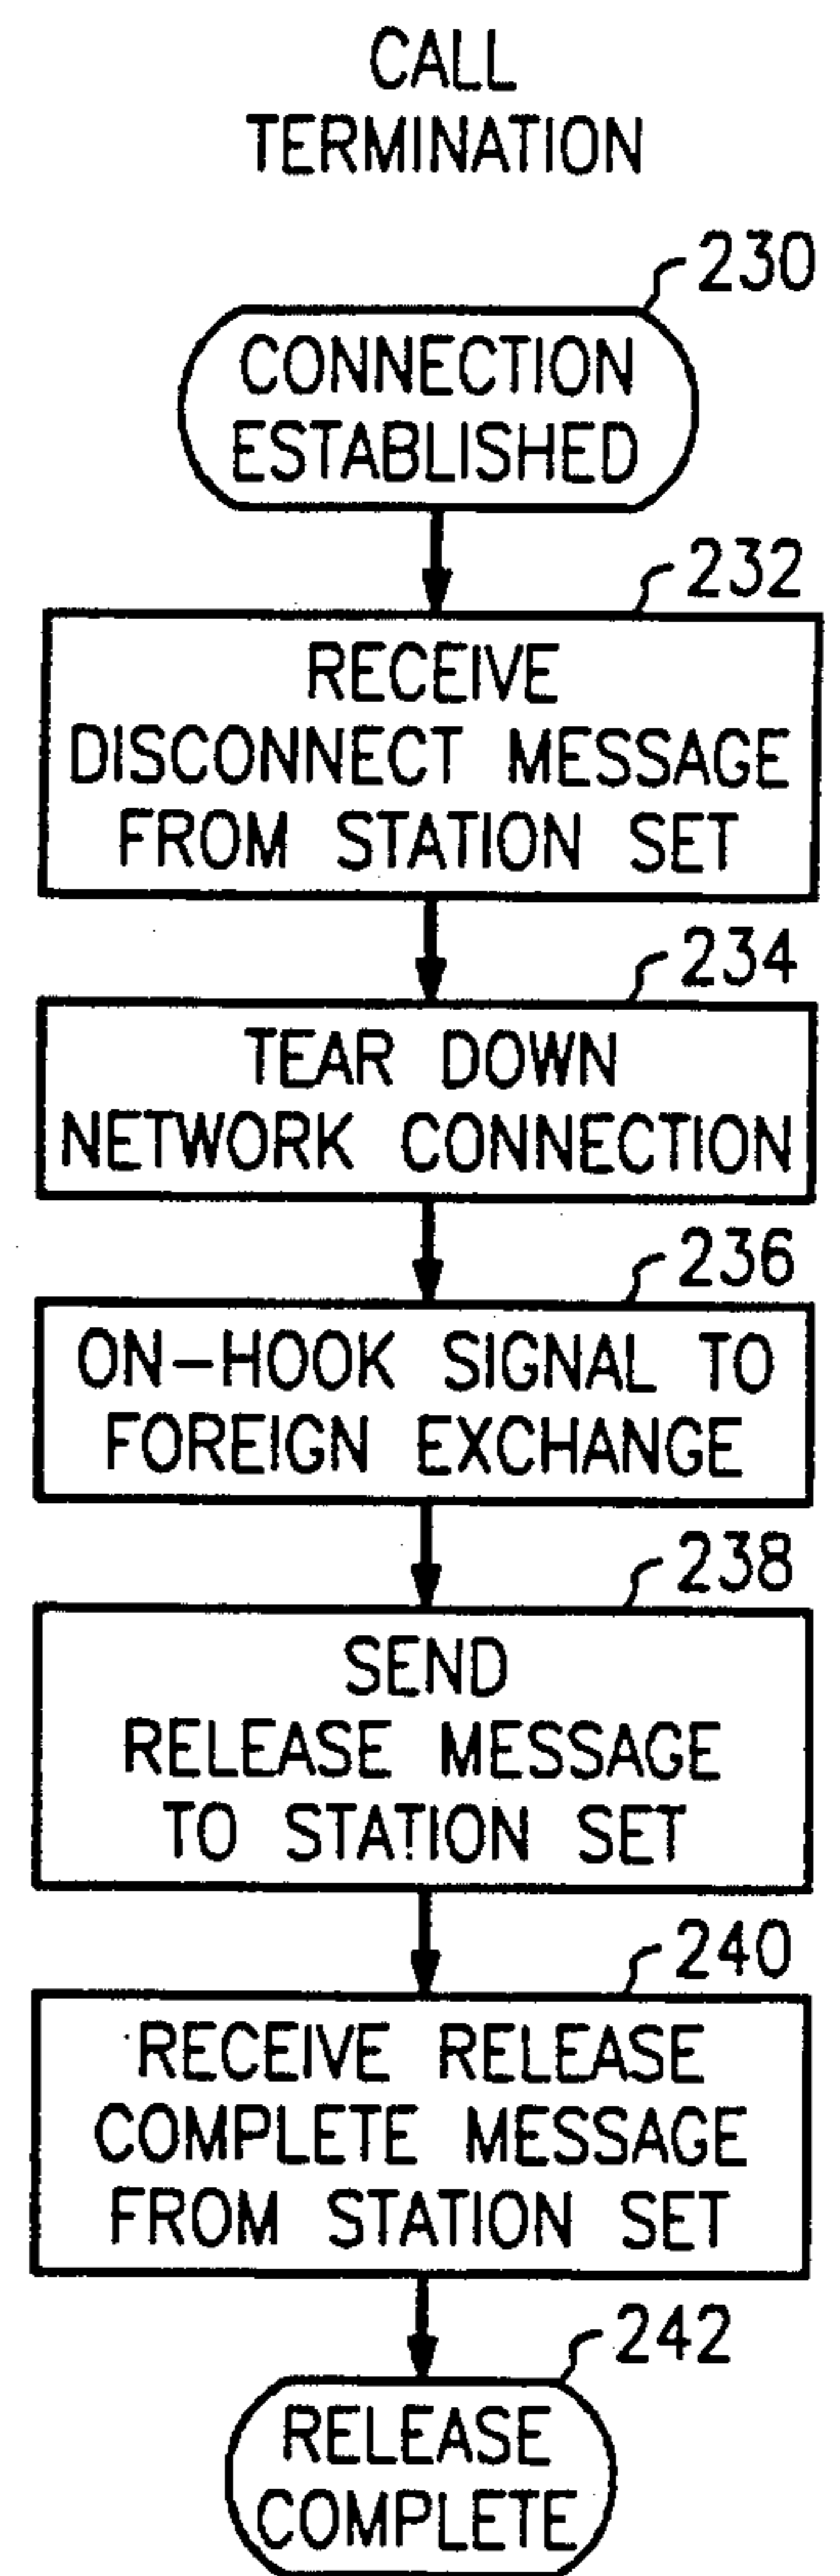 CALL
TERMINATION
230
CONNECTION
ESTABLISHED
232
RECEIVE
DISCONNECT MESSAGE
FROM STATION SET
234
TEAR DOWN
NETWORK CONNECTION
236
ON-HOOK SIGNAL TO
FOREIGN EXCHANGE
238
SEND
RELEASE MESSAGE
TO STATION SET
240
RECEIVE RELEASE
COMPLETE MESSAGE
FROM STATION SET
242
RELEASE
COMPLETE